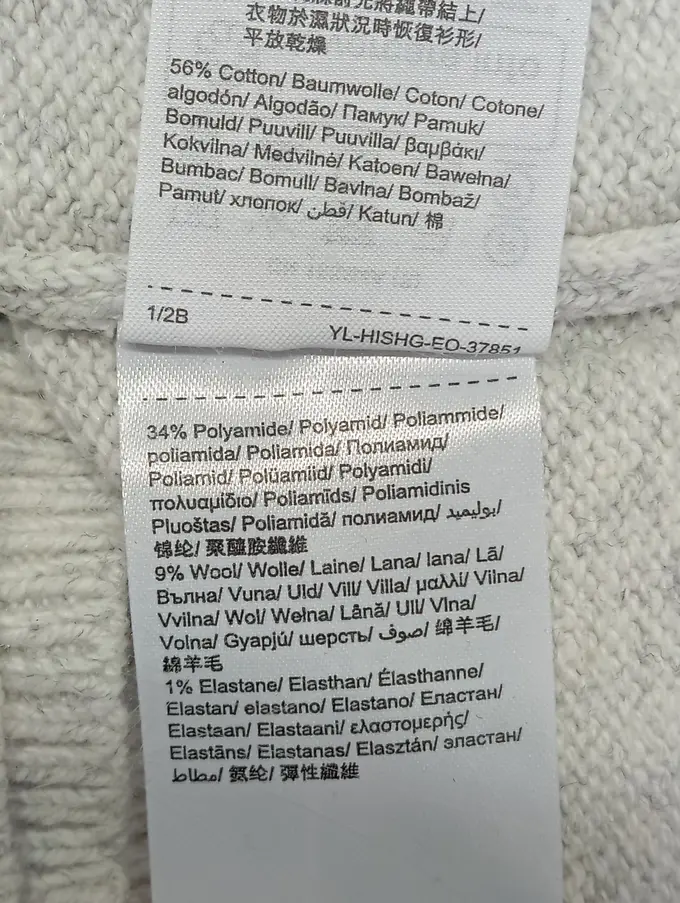 衣物於濕狀況時恢復衫形/
平放乾燥
56% Cotton/ Baumwolle/ Coton/ Cotone/
algodón/ Algodão/ Памук/ Pamuk/
Bomuld/ Puuvill/ Puuvilla/ βαμβάκι/
Kokvilna/ Medvilnė/ Katoen/ Bawełna/
Bumbac/ Bomull/ Bavlna/ Bombaž/
Pamut/ хлопок/ قطن/ Katun/ 棉
1/2B
YL-HISHG-EO-37851
34% Polyamide/ Polyamid/ Poliammide/
poliamida/ Poliamida/ Полиамид/
Poliamid/ Polüamiid/ Polyamidi/
πολυαμίδιο/ Poliamīds/ Poliamidinis
Pluoštas/ Poliamidă/ полиамид/ بوليميد/
锦纶/ 聚醯胺纖維
9% Wool/ Wolle/ Laine/ Lana/ lana/ Lã/
Вълна/ Vuna/ Uld/ Vill/ Villa/ μαλλί/ Vilna/
Vvilna/ Wol/ Wełna/ Lână/ Ull/ Vlna/
Volna/ Gyapjú/ шерсть/ صوف/ 绵羊毛/
綿羊毛
1% Elastane/ Elasthan/ Élasthanne/
Elastan/ elastano/ Elastano/ Еластан/
Elastaan/ Elastaani/ ελαστομερής/
Elastāns/ Elastanas/ Elasztán/ эластан/
مطاط/ 氨纶/ 彈性纖維